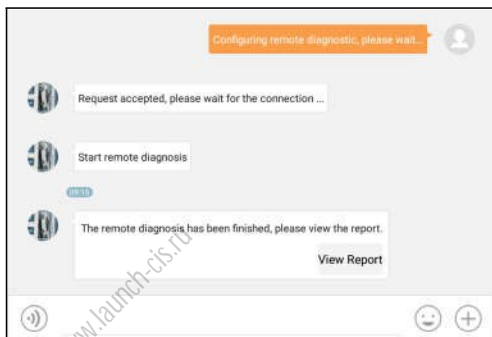 Configuring remote diagnostic, please wait...
Request accepted, please wait for the connection ...
Start remote diagnosis
The remote diagnosis has been finished, please view the report.
View Report
www.launch-cis.ru